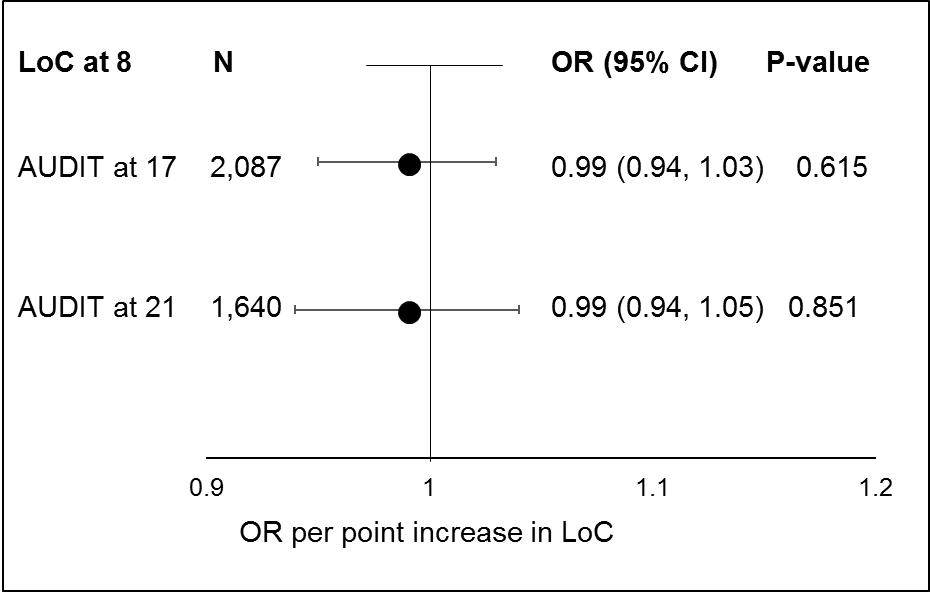 LoC at 8 N OR (95% CI) P-value
AUDIT at 17 2,087 0.99 (0.94, 1.03) 0.615
AUDIT at 21 1,640 0.99 (0.94, 1.05) 0.851
0.9 1 1.1 1.2
OR per point increase in LoC